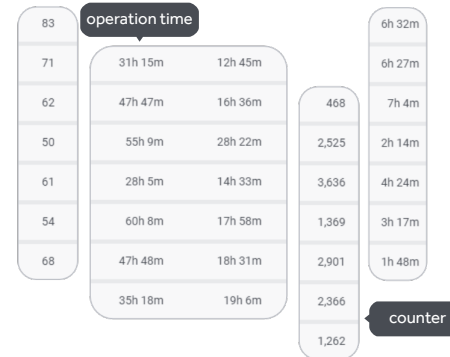 83 operation time 6h 32m
71 31h 15m 12h 45m 6h 27m
62 47h 47m 16h 36m 468 7h 4m
50 55h 9m 28h 22m 2,525 2h 14m
61 28h 5m 14h 33m 3,636 4h 24m
54 60h 8m 17h 58m 1,369 3h 17m
68 47h 48m 18h 31m 2,901 1h 48m
35h 18m 19h 6m 2,366
counter
1,262